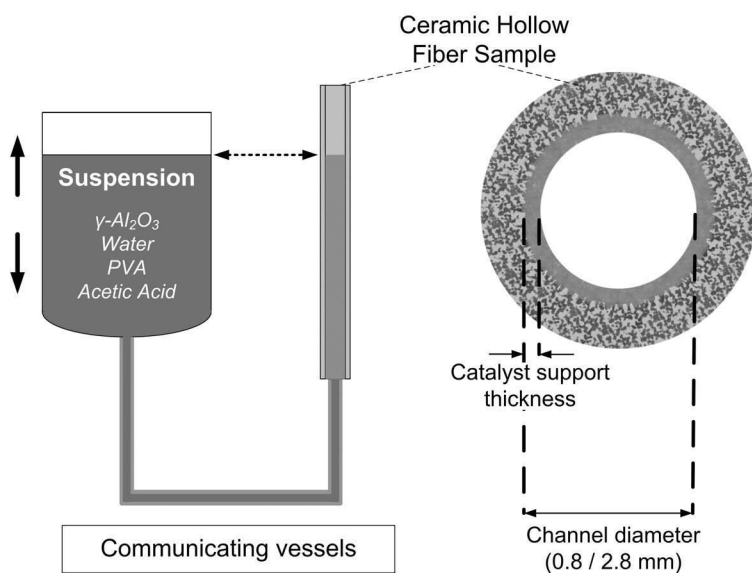 Ceramic Hollow
Fiber Sample
Suspension
γ-Al₂O₃
Water
PVA
Acetic Acid
Catalyst support
thickness
Communicating vessels
Channel diameter
(0.8 / 2.8 mm)